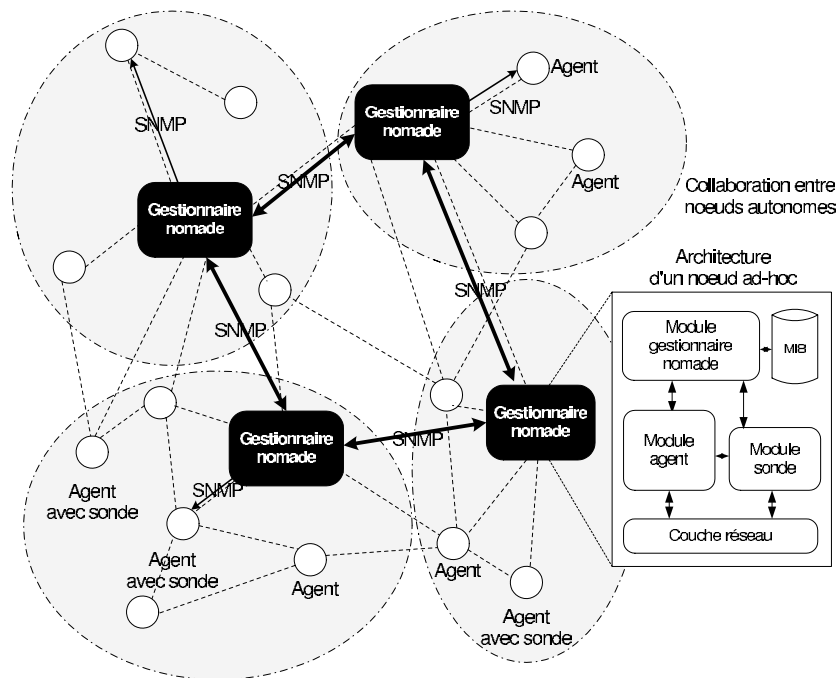 Agent
SNMP
Gestionnaire
nomade
SNMP
SNMP
Agent
Gestionnaire
nomade
Collaboration entre
noeuds autonomes
SNMP
SNMP
Gestionnaire
nomade
Gestionnaire
nomade
SNMP
SNMP
Agent
avec sonde
Agent
avec sonde
Agent
Agent
Agent
avec sonde
Architecture
d'un noeud ad-hoc
Module
gestionnaire
nomade
MIB
Module
agent
Module
sonde
Couche réseau